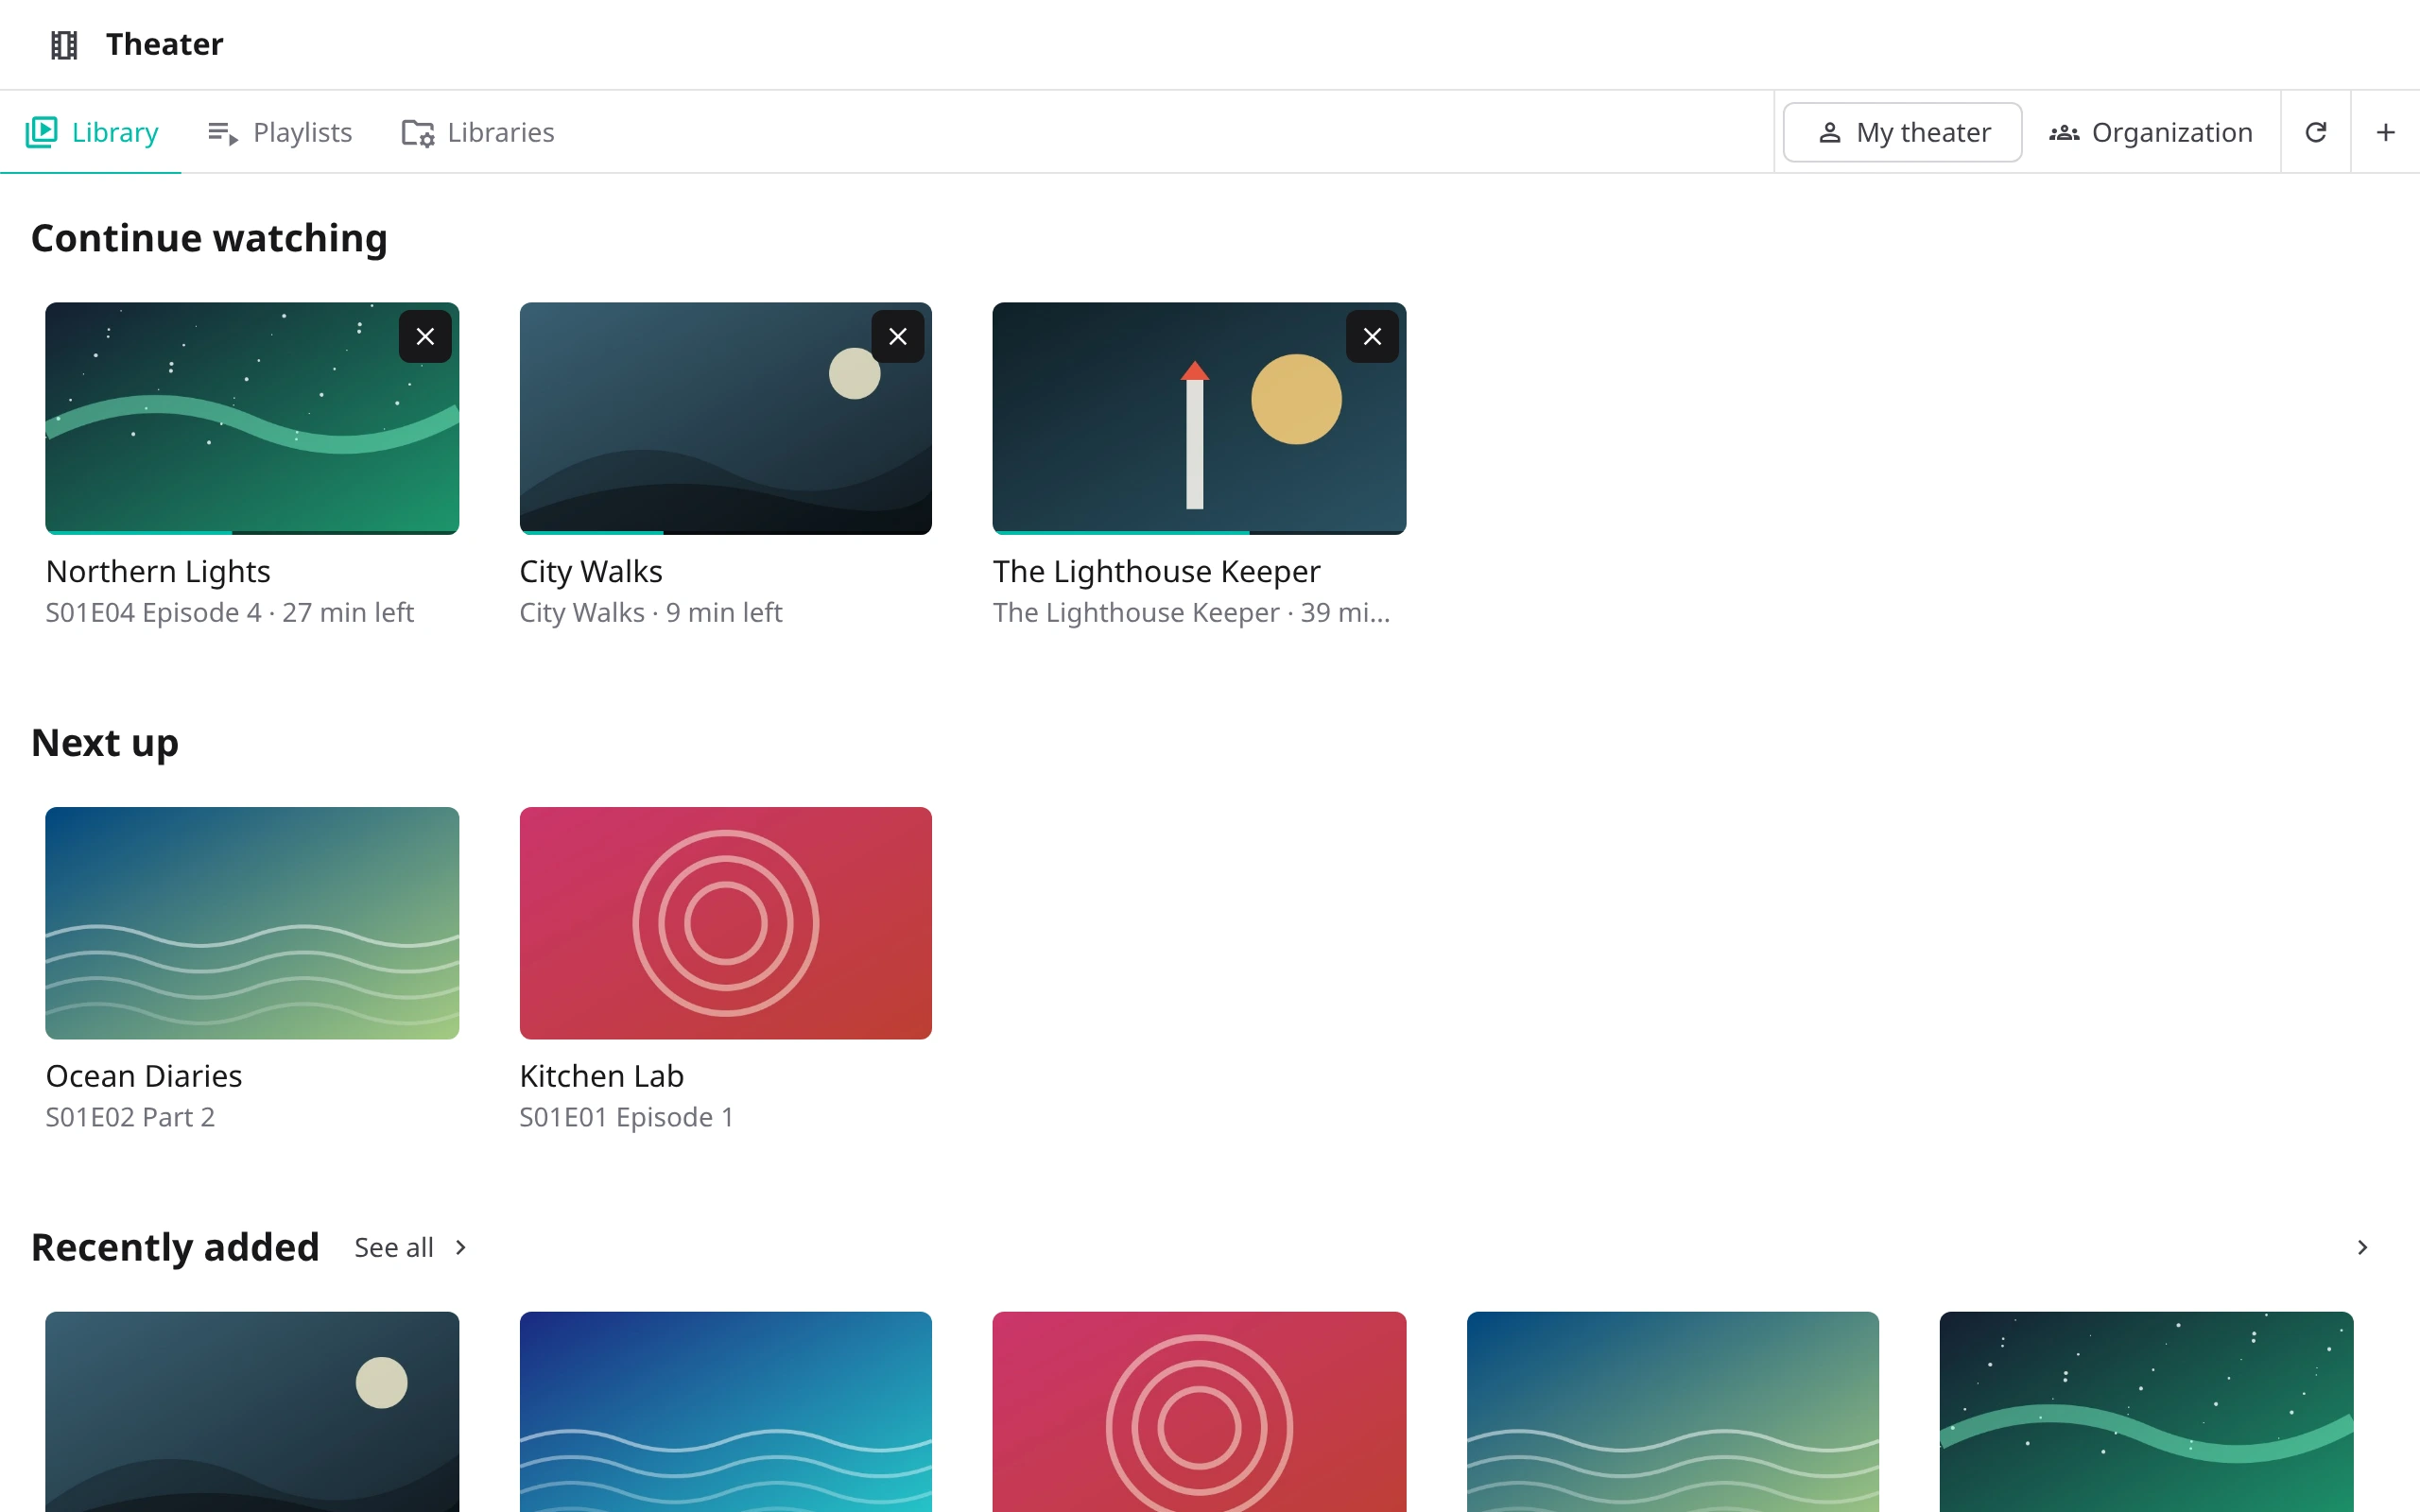 Theater
Library
Playlists
Libraries
My theater
Organization
Continue watching
Northern Lights
S01E04 Episode 4 · 27 min left
City Walks
City Walks · 9 min left
The Lighthouse Keeper
The Lighthouse Keeper · 39 mi...
Next up
Ocean Diaries
S01E02 Part 2
Kitchen Lab
S01E01 Episode 1
Recently added
See all